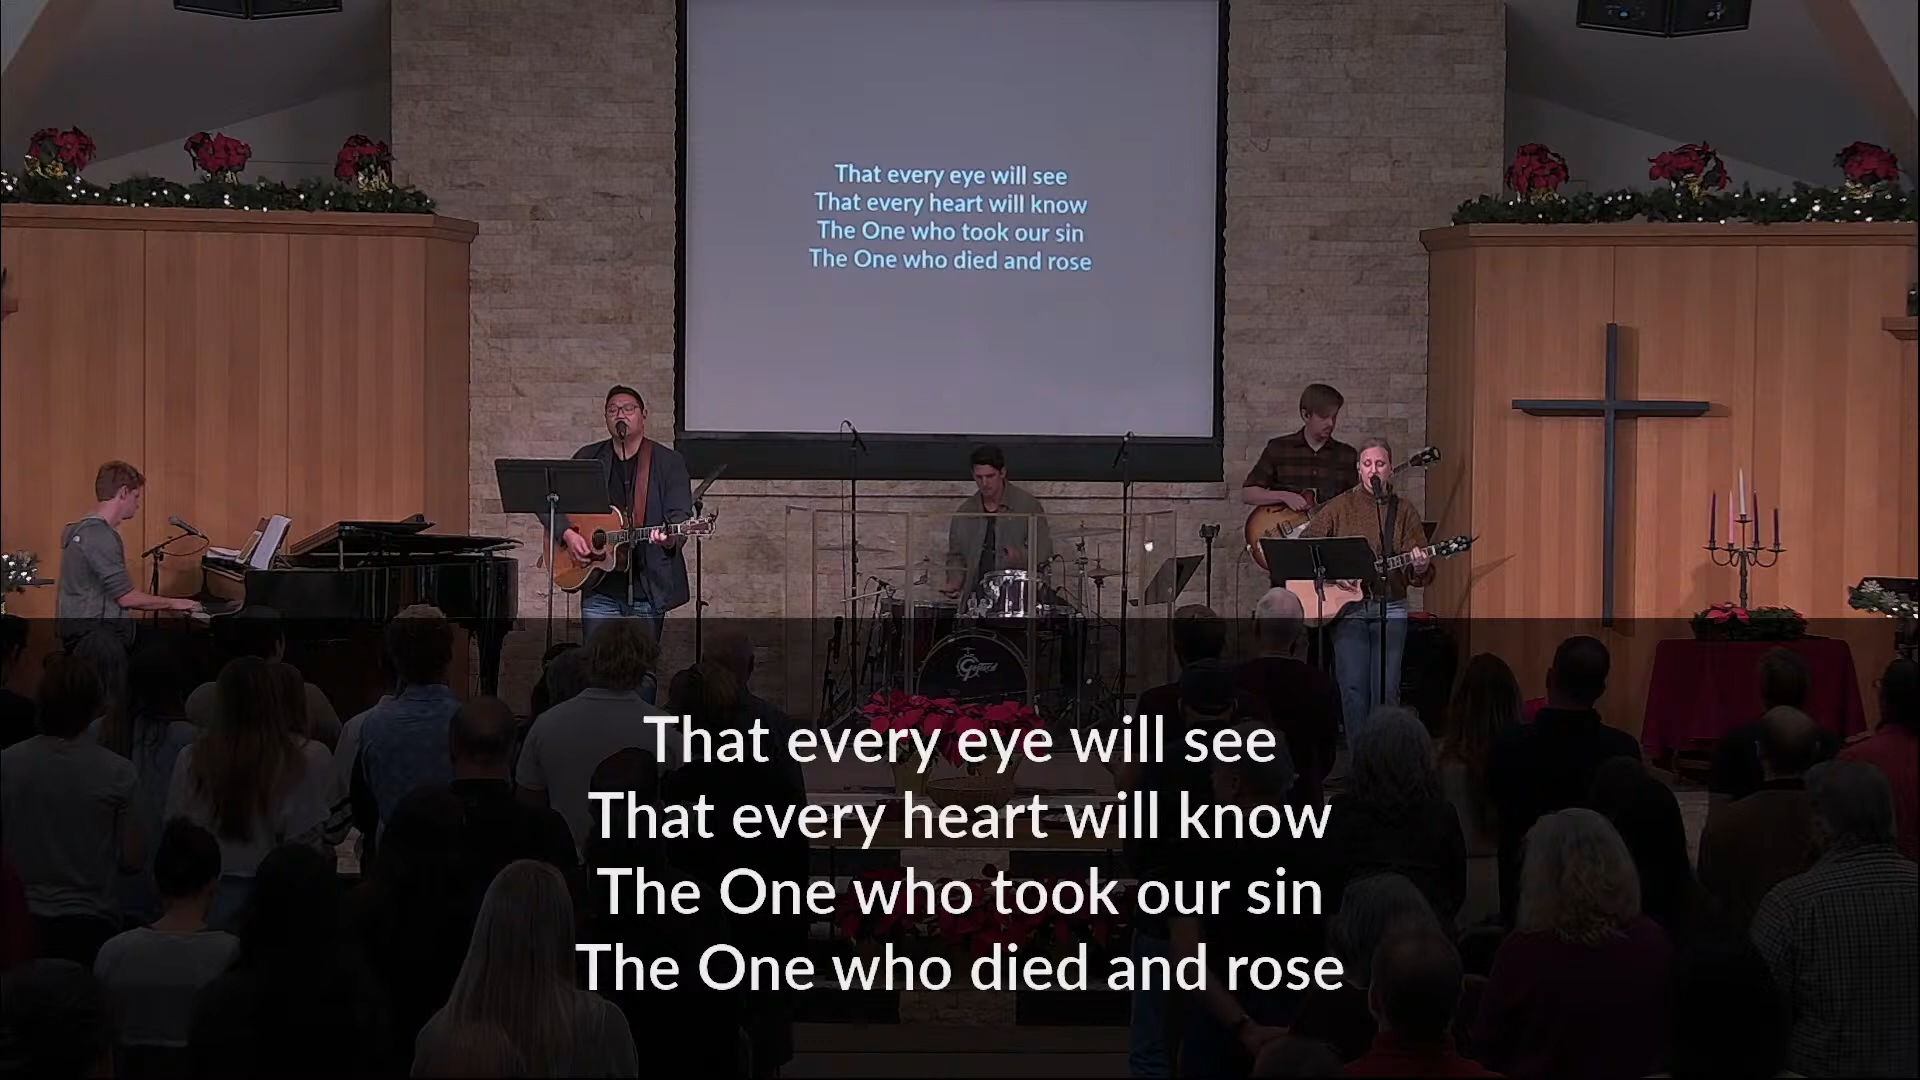 That every eye will see
That every heart will know
The One who took our sin
The One who died and rose
Gretsch
That every eye will see
That every heart will know
The One who took our sin
The One who died and rose